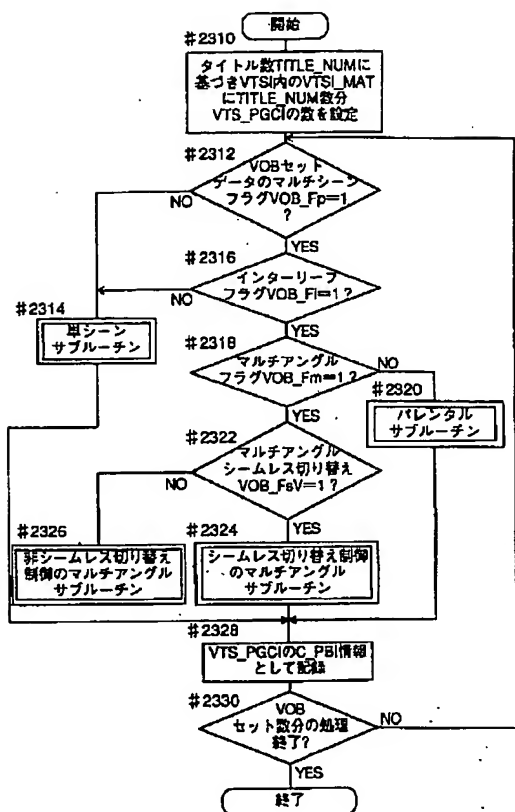 開始
#2310
タイトル数TITLE_NUMに
基づきVTSI内のVTSI_MAT
にTITLE_NUM数分
VTS_PGCIの数を設定
#2312
VOBセット
データのマルチシーン
フラグVOB_Fp=1
?
NO
YES
#2316
インターリーブ
フラグVOB_Fi=1?
NO
YES
#2314
単シーン
サブルーチン
#2318
マルチアングル
フラグVOB_Fm=1?
NO
YES
#2320
パレンタル
サブルーチン
#2322
マルチアングル
シームレス切り替え
VOB_FsV=1?
NO
YES
#2326
非シームレス切り替え
制御のマルチアングル
サブルーチン
#2324
シームレス切り替え制御
のマルチアングル
サブルーチン
#2328
VTS_PGCIのC_PBI情報
として記録
#2330
VOB
セット数分の処理
終了?
NO
YES
終了